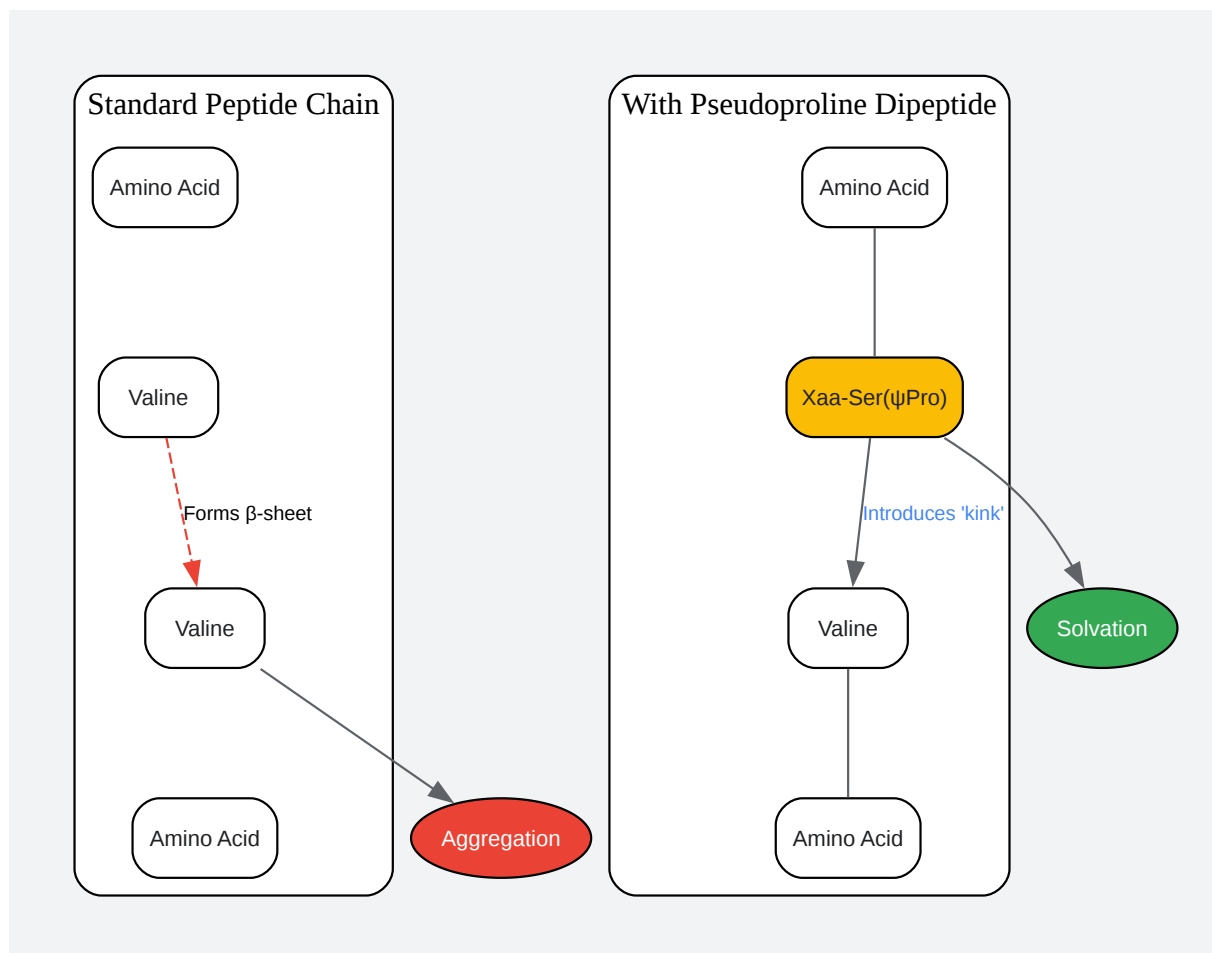 Standard Peptide Chain
Amino Acid
Valine
Forms β-sheet
Valine
Amino Acid
Aggregation
With Pseudoproline Dipeptide
Amino Acid
Xaa-Ser(ψPro)
Introduces 'kink'
Valine
Solvation
Amino Acid